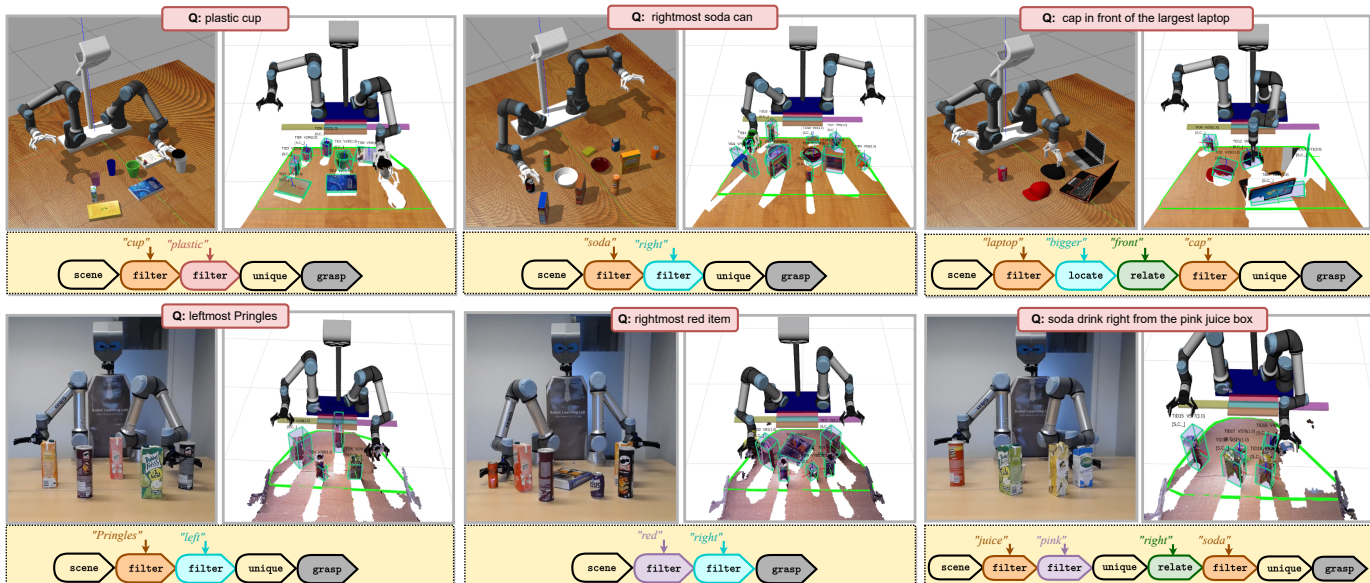 Q: plastic cup
"cup" "plastic"
scene filter filter unique grasp
Q: rightmost soda can
"soda" "right"
scene filter filter unique grasp
Q: cap in front of the largest laptop
"laptop" "bigger" "front" "cap"
scene filter locate relate filter unique grasp
Q: leftmost Pringles
"Pringles" "left"
scene filter filter unique grasp
Q: rightmost red item
"red" "right"
scene filter filter grasp
Q: soda drink right from the pink juice box
"juice" "pink" "right" "soda"
scene filter filter unique relate filter unique grasp